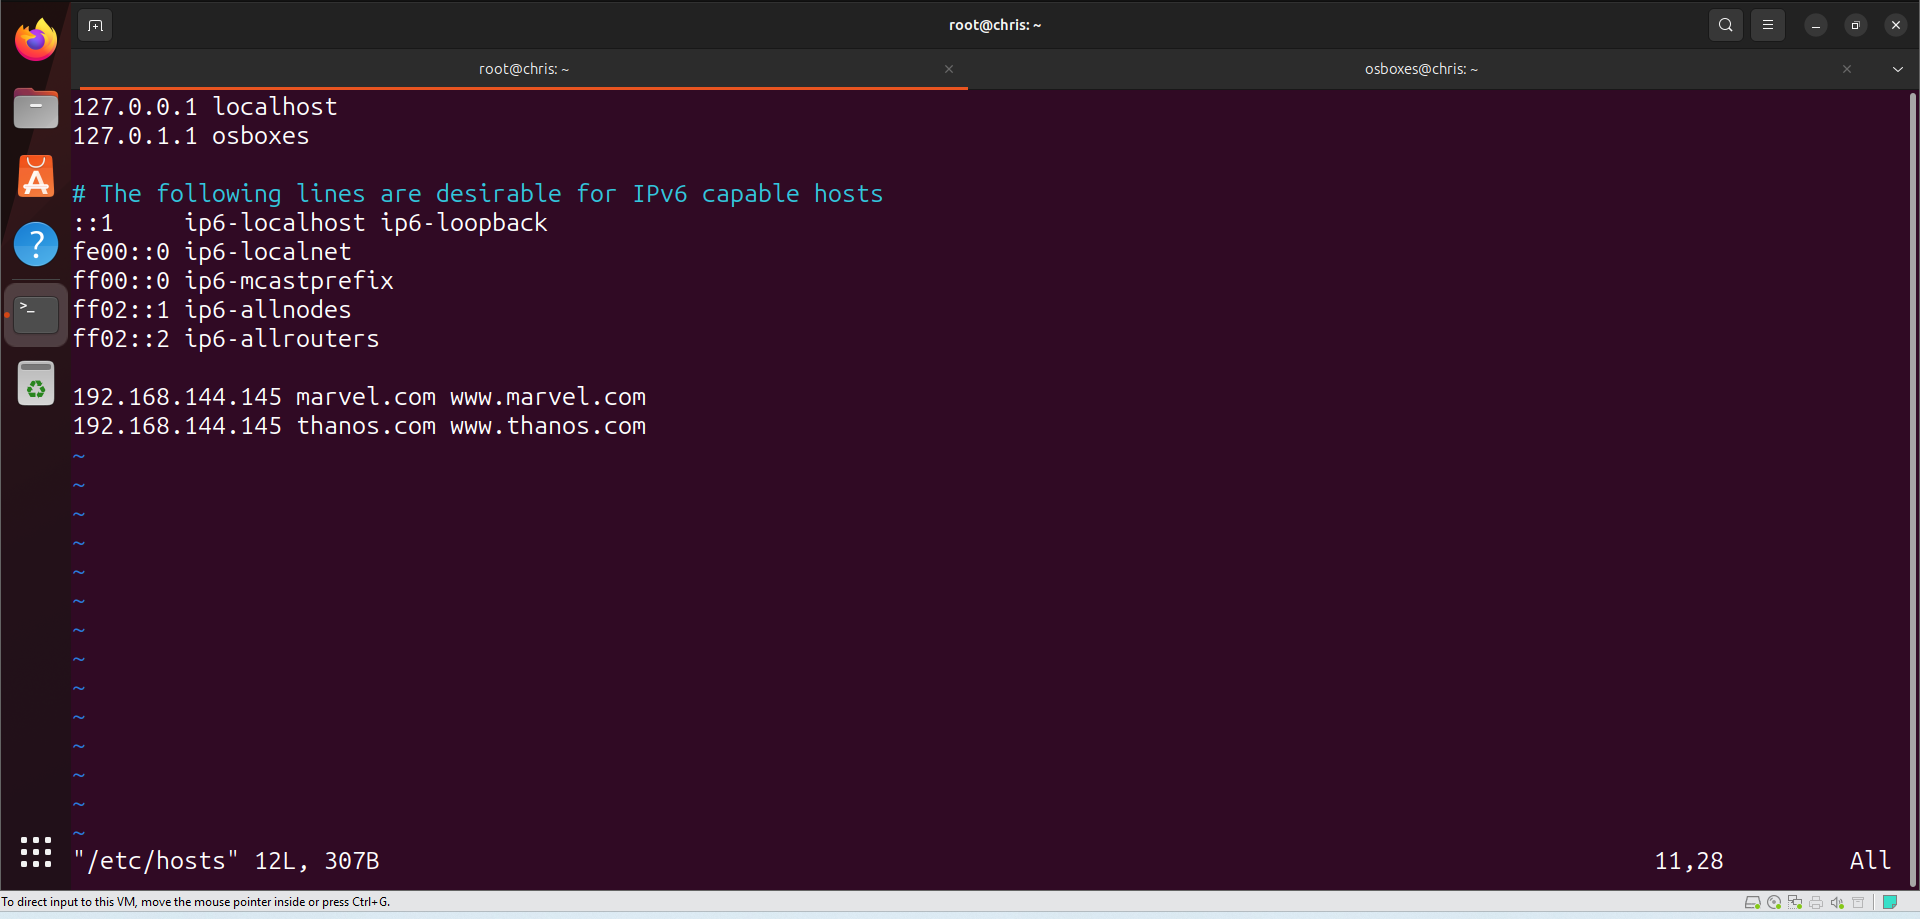 root@chris: ~
root@chris: ~
osboxes@chris: ~
127.0.0.1 localhost
127.0.1.1 osboxes
# The following lines are desirable for IPv6 capable hosts
::1     ip6-localhost ip6-loopback
fe00::0 ip6-localnet
ff00::0 ip6-mcastprefix
ff02::1 ip6-allnodes
ff02::2 ip6-allrouters
192.168.144.145 marvel.com www.marvel.com
192.168.144.145 thanos.com www.thanos.com
~
~
~
~
~
~
~
~
~
~
~
~
~
~
"/etc/hosts" 12L, 307B 11,28 All
To direct input to this VM, move the mouse pointer inside or press Ctrl+G.